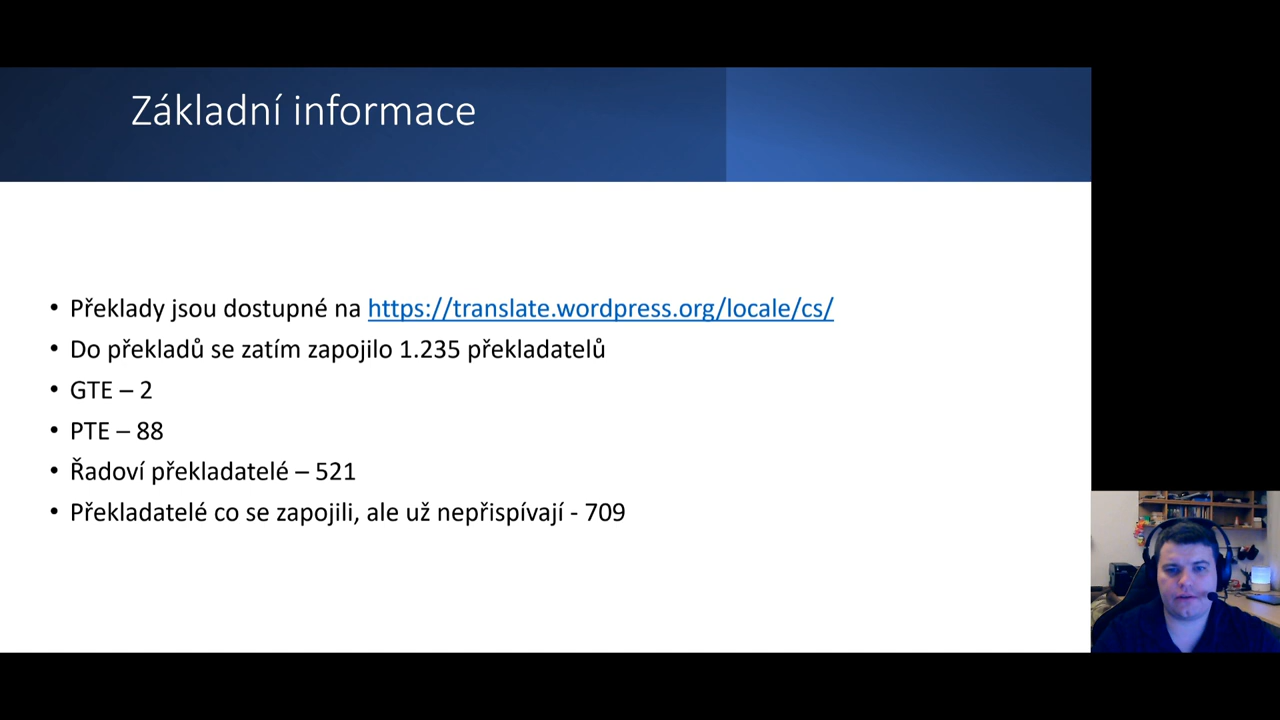 Základní informace
• Překlady jsou dostupné na https://translate.wordpress.org/locale/cs/
• Do překladů se zatím zapojilo 1.235 překladatelů
• GTE – 2
• PTE – 88
• Řadoví překladatelé – 521
• Překladatelé co se zapojili, ale už nepřispívají - 709